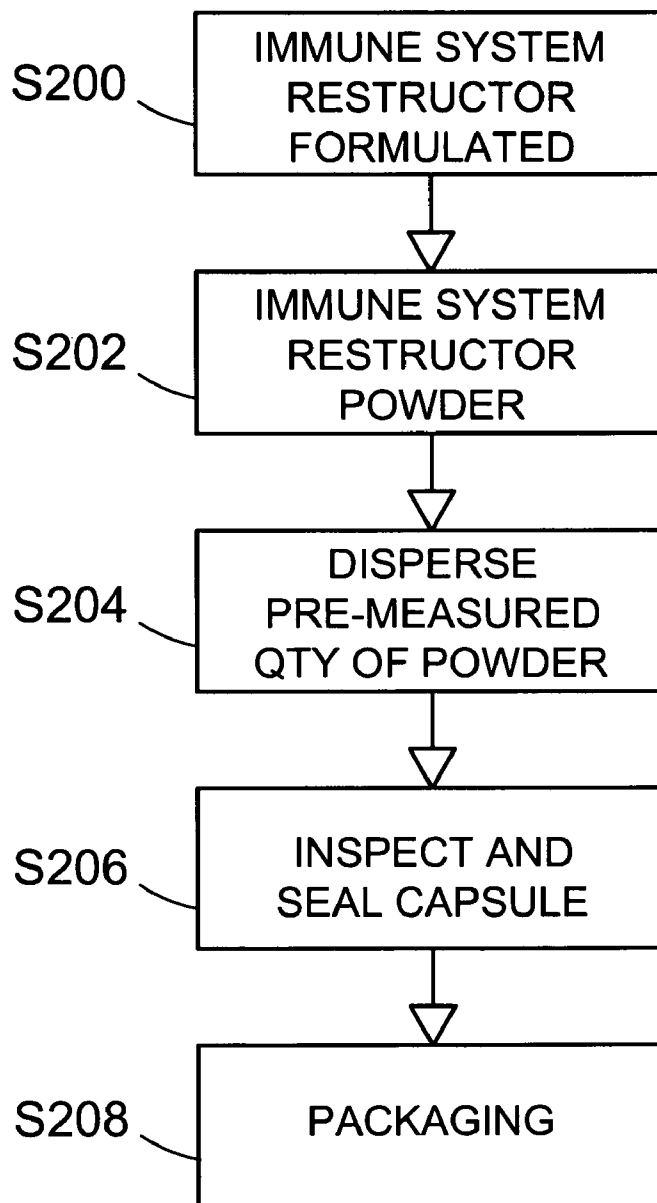 S200
IMMUNE SYSTEM
RESTRUCTOR
FORMULATED
S202
IMMUNE SYSTEM
RESTRUCTOR
POWDER
S204
DISPERSE
PRE-MEASURED
QTY OF POWDER
S206
INSPECT AND
SEAL CAPSULE
S208
PACKAGING